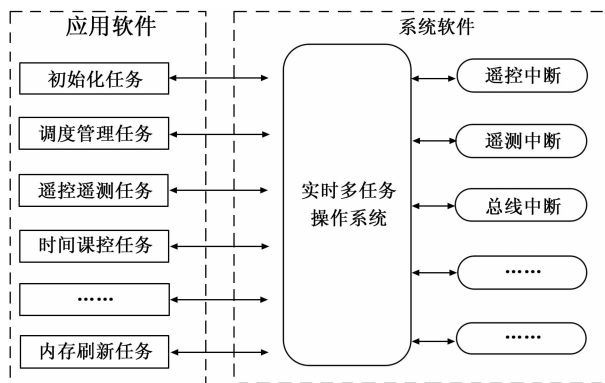 应用软件
系统软件
初始化任务
调度管理任务
遥控遥测任务
时间课控任务
……
内存刷新任务
实时多任务
操作系统
遥控中断
遥测中断
总线中断
……
……